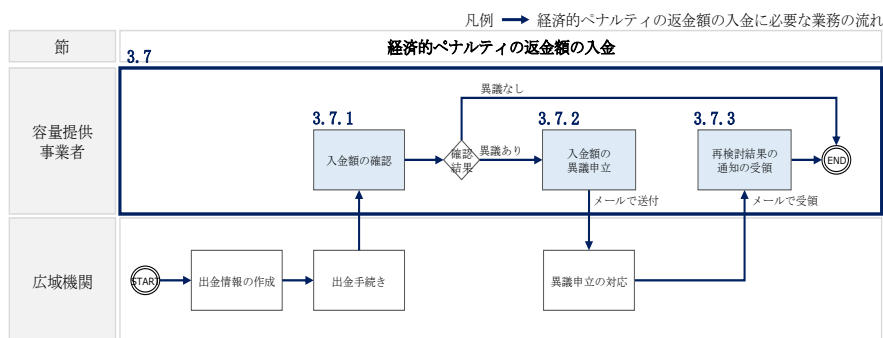 凡例 経済的ペナルティの返金額の入金に必要な業務の流れ
節
経済的ペナルティの返金額の入金
3.7
容量提供
事業者
異議なし
3.7.1
入金額の確認
確認
結果
異議あり
3.7.2
入金額の
異議申立
3.7.3
再検討結果の
通知の受領
END
メールで送付
メールで受領
広域機関
START
出金情報の作成
出金手続き
異議申立の対応